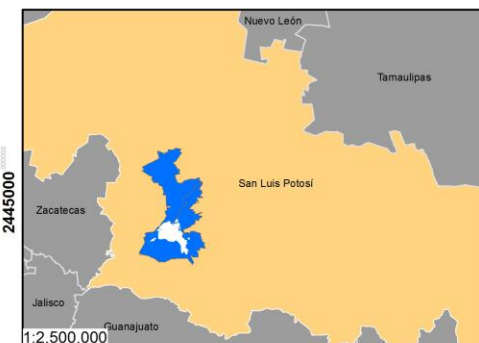 Nuevo León
Tamaulipas
2445000
San Luis Potosí
Zacatecas
Jalisco
Guanajuato
1:2.500.000